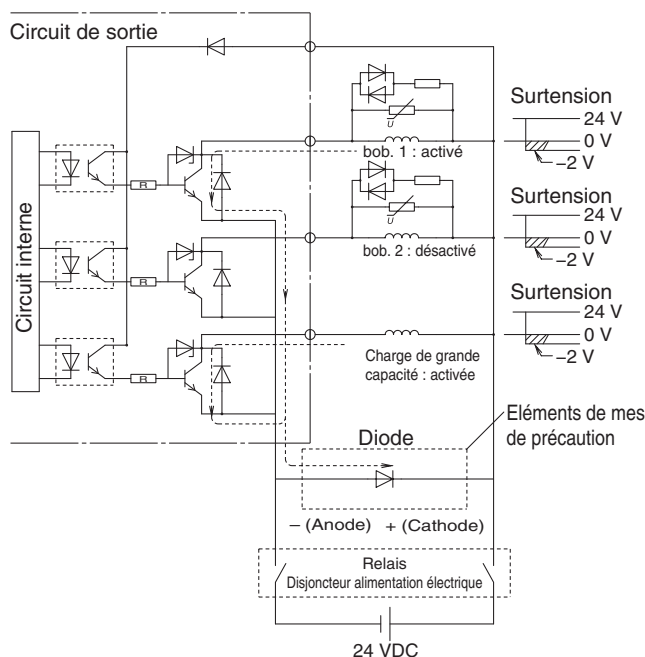 Circuit de sortie
Surtension
24 V
0 V
–2 V
U
bob. 1 : activé
Circuit interne
R
Surtension
24 V
0 V
–2 V
U
bob. 2 : désactivé
R
Surtension
24 V
0 V
–2 V
Charge de grande
capacité : activée
R
Eléments de mes
de précaution
Diode
– (Anode)
+ (Cathode)
Relais
Disjoncteur alimentation électrique
24 VDC